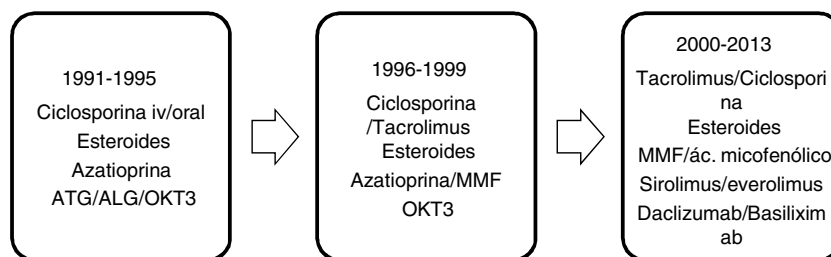 1991-1995
Ciclosporina iv/oral
Esteroides
Azatioprina
ATG/ALG/OKT3
1996-1999
Ciclosporina
/Tacrolimus
Esteroides
Azatioprina/MMF
OKT3
2000-2013
Tacrolimus/Ciclospori
na
Esteroides
MMF/ác. micofenólico
Sirolimus/everolimus
Daclizumab/Basilixim
ab